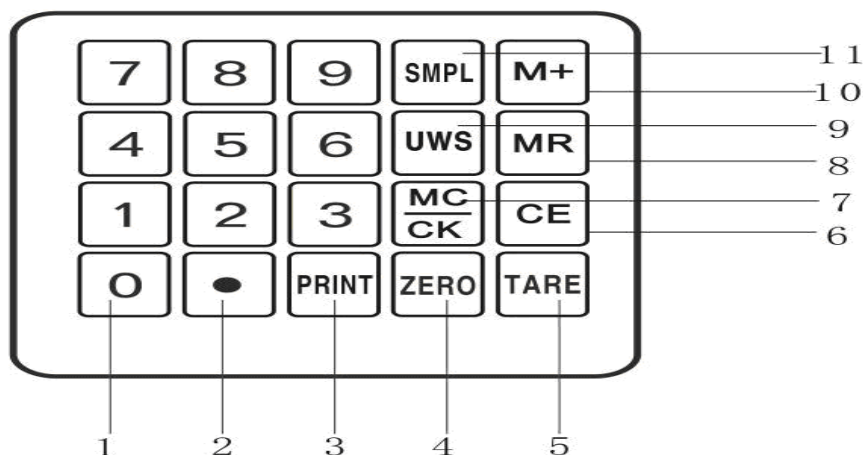 7 8 9 SMPL M+ 11
10
4 5 6 UWS MR 9
8
1 2 3 MC CE 7
CK 6
0 • PRINT ZERO TARE
1 2 3 4 5